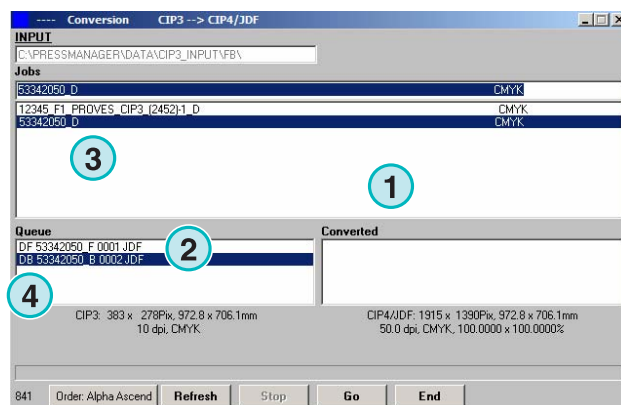 ---- Conversion CIP3 --> CIP4/JDF
INPUT
C:\PRESSMANAGER\DATA\CIP3_INPUT\FB\
Jobs
53342050_D CMYK
12345_F1_PROVES_CIP3_(2452)-1_D CMYK
53342050_D CMYK
3
1
Queue Converted
DF 53342050_F 0001 JDF
DB 53342050_B 0002 JDF
2
4
CIP3: 383 x 278Pix, 972.8 x 706.1mm CIP4/JDF: 1915 x 1390Pix, 972.8 x 706.1mm
10 dpi, CMYK 50.0 dpi, CMYK, 100.0000 x 100.0000%
841 Order: Alpha Ascend Refresh Stop Go End